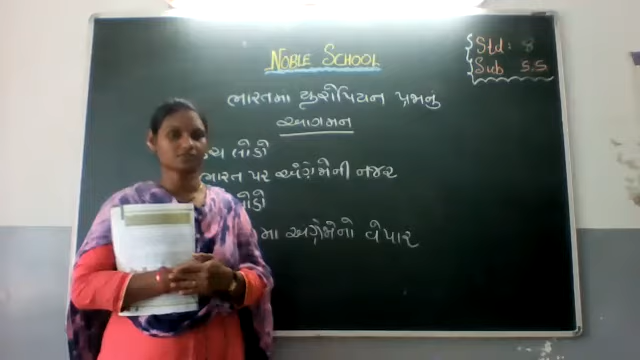 NOBLE SCHOOL
Std: 8
Sub S.S
ભારતમાં યુરોપિયન પ્રજાનું
આગમન
ભારત પર અંગ્રેજોની નજર
અંગ્રેજોનો વેપાર